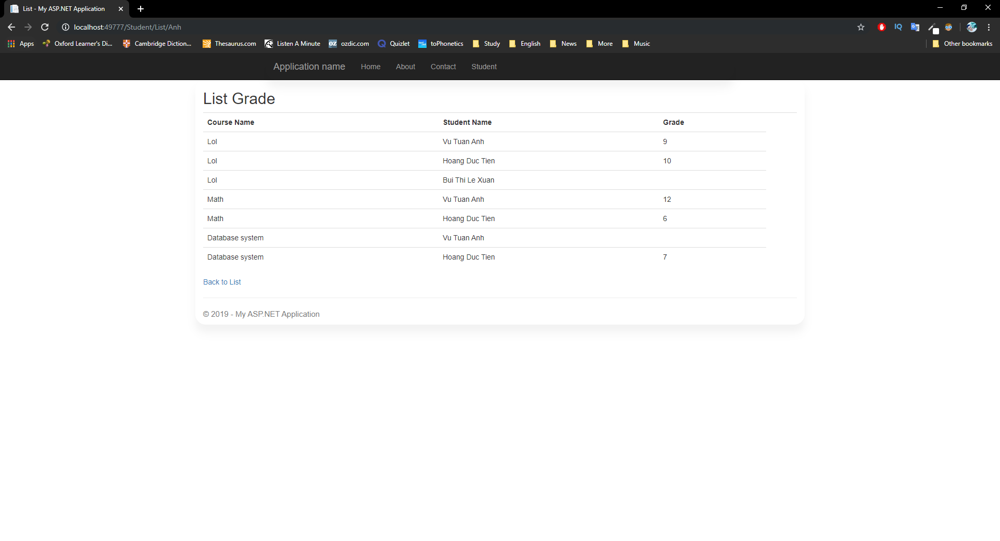 List - My ASP.NET Application
localhost:49777/Student/List/Anh
Apps Oxford Learner's Di... Cambridge Diction... Thesaurus.com Listen A Minute OZ ozdic.com Quizlet toPhonetics Study English News More Music Other bookmarks
Application name Home About Contact Student
List Grade
Course Name Student Name Grade
Lol Vu Tuan Anh 9
Lol Hoang Duc Tien 10
Lol Bui Thi Le Xuan
Math Vu Tuan Anh 12
Math Hoang Duc Tien 6
Database system Vu Tuan Anh
Database system Hoang Duc Tien 7
Back to List
© 2019 - My ASP.NET Application